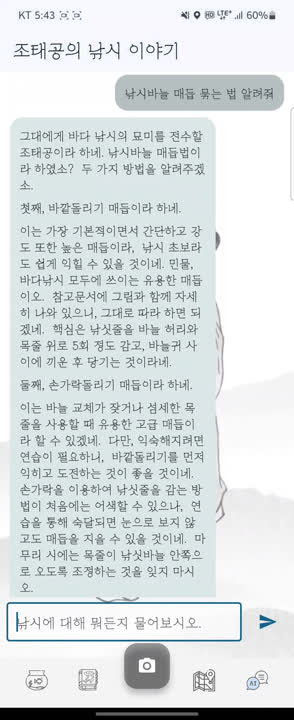 KT 5:43
LTE+ 60%
조태공의 낚시 이야기
낚시바늘 매듭 묶는 법 알려줘
그대에게 바다 낚시의 묘미를 전수할
조태공이라 하네. 낚시바늘 매듭법이
라 하였소? 두 가지 방법을 알려주겠
소.
첫째, 바깥돌리기 매듭이라 하네.
이는 가장 기본적이면서 간단하고 강
도 또한 높은 매듭이라, 낚시 초보라
도 쉽게 익힐 수 있을 것이네. 민물,
바다낚시 모두에 쓰이는 유용한 매듭
이오. 참고문서에 그림과 함께 자세
히 나와 있으니, 그대로 따라 하면 되
겠네. 핵심은 낚싯줄을 바늘 허리와
목줄 위로 5회 정도 감고, 바늘귀 사
이에 끼운 후 당기는 것이라네.
둘째, 손가락돌리기 매듭이라 하네.
이는 바늘 교체가 잦거나 섬세한 목
줄을 사용할 때 유용한 고급 매듭이
라 할 수 있겠네. 다만, 익숙해지려면
연습이 필요하니, 바깥돌리기를 먼저
익히고 도전하는 것이 좋을 것이네.
손가락을 이용하여 낚싯줄을 감는 방
법이 처음에는 어색할 수 있으나, 연
습을 통해 숙달되면 눈으로 보지 않
고도 매듭을 지을 수 있을 것이네. 마
무리 시에는 목줄이 낚싯바늘 안쪽으
로 오도록 조정하는 것을 잊지 마시
오.
낚시에 대해 뭐든지 물어보시오.
AI